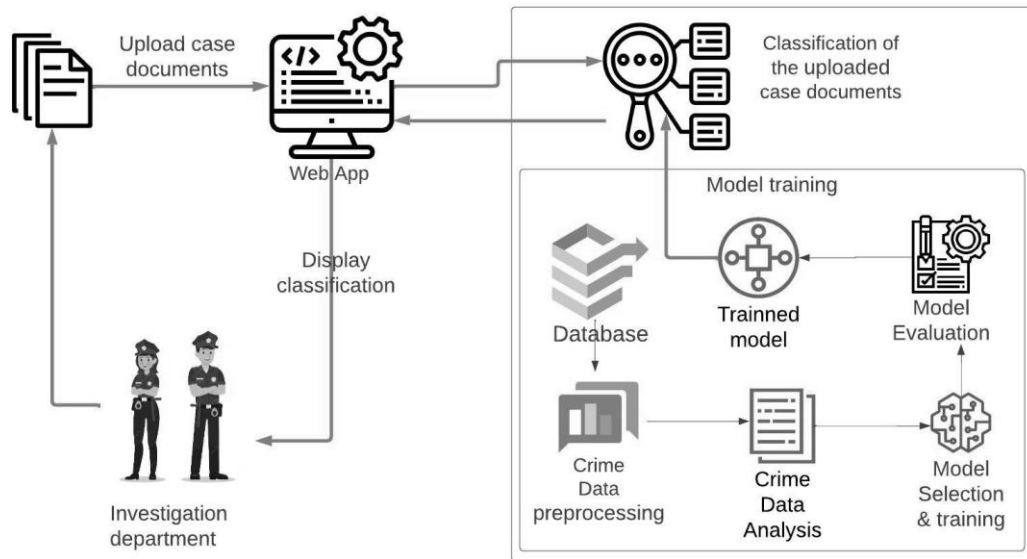 Upload case
documents
</>
Web App
Classification of
the uploaded
case documents
Display
classification
Investigation
department
Model training
Database
Trainned
model
Model
Evaluation
Crime
Data
preprocessing
Crime
Data
Analysis
Model
Selection
& training